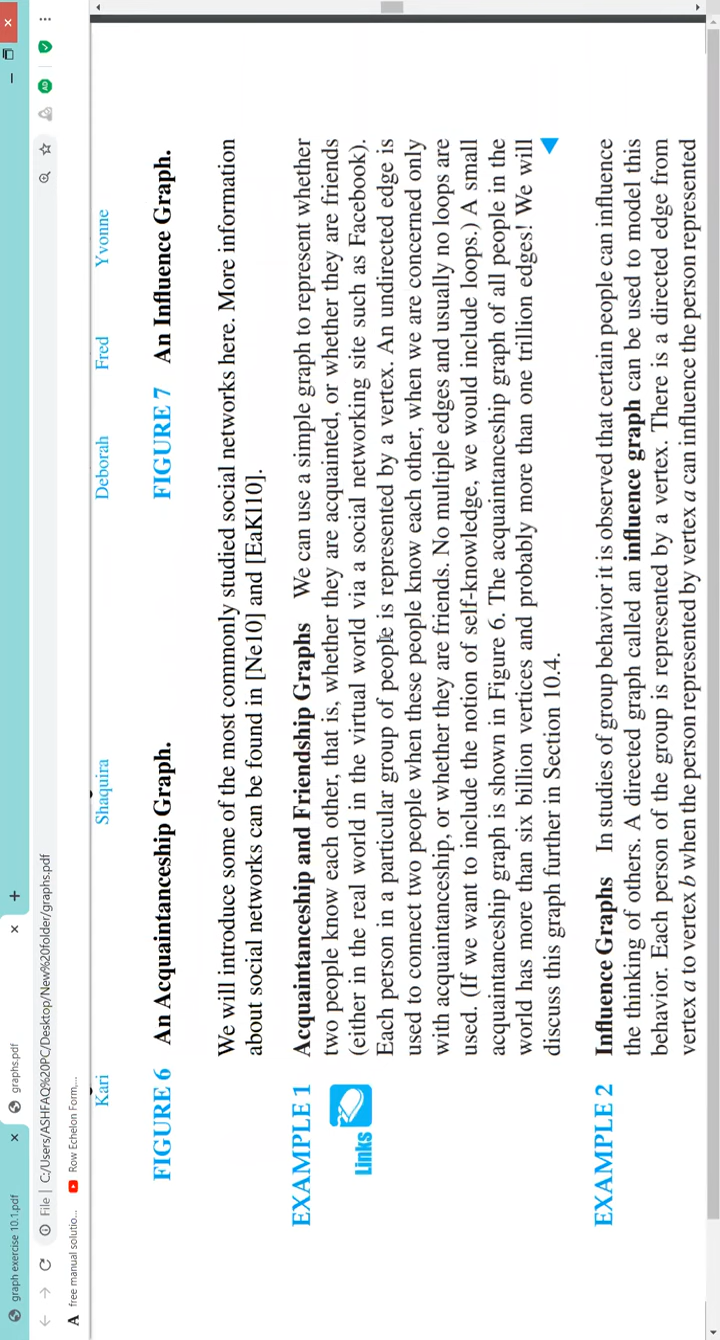 graph exercise 10.1.pdf
graphs.pdf
File | C:/Users/ASHFAQ%20PC/Desktop/New%20folder/graphs.pdf
free manual solutio...
Row Echelon Form,...
Kari Shaquira Deborah Fred Yvonne
FIGURE 6 An Acquaintanceship Graph. FIGURE 7 An Influence Graph.
We will introduce some of the most commonly studied social networks here. More information
about social networks can be found in [Ne10] and [EaK110].
EXAMPLE 1 Acquaintanceship and Friendship Graphs We can use a simple graph to represent whether
two people know each other, that is, whether they are acquainted, or whether they are friends
(either in the real world in the virtual world via a social networking site such as Facebook).
Each person in a particular group of people is represented by a vertex. An undirected edge is
used to connect two people when these people know each other, when we are concerned only
with acquaintanceship, or whether they are friends. No multiple edges and usually no loops are
used. (If we want to include the notion of self-knowledge, we would include loops.) A small
acquaintanceship graph is shown in Figure 6. The acquaintanceship graph of all people in the
world has more than six billion vertices and probably more than one trillion edges! We will
discuss this graph further in Section 10.4.
Links
EXAMPLE 2 Influence Graphs In studies of group behavior it is observed that certain people can influence
the thinking of others. A directed graph called an influence graph can be used to model this
behavior. Each person of the group is represented by a vertex. There is a directed edge from
vertex a to vertex b when the person represented by vertex a can influence the person represented